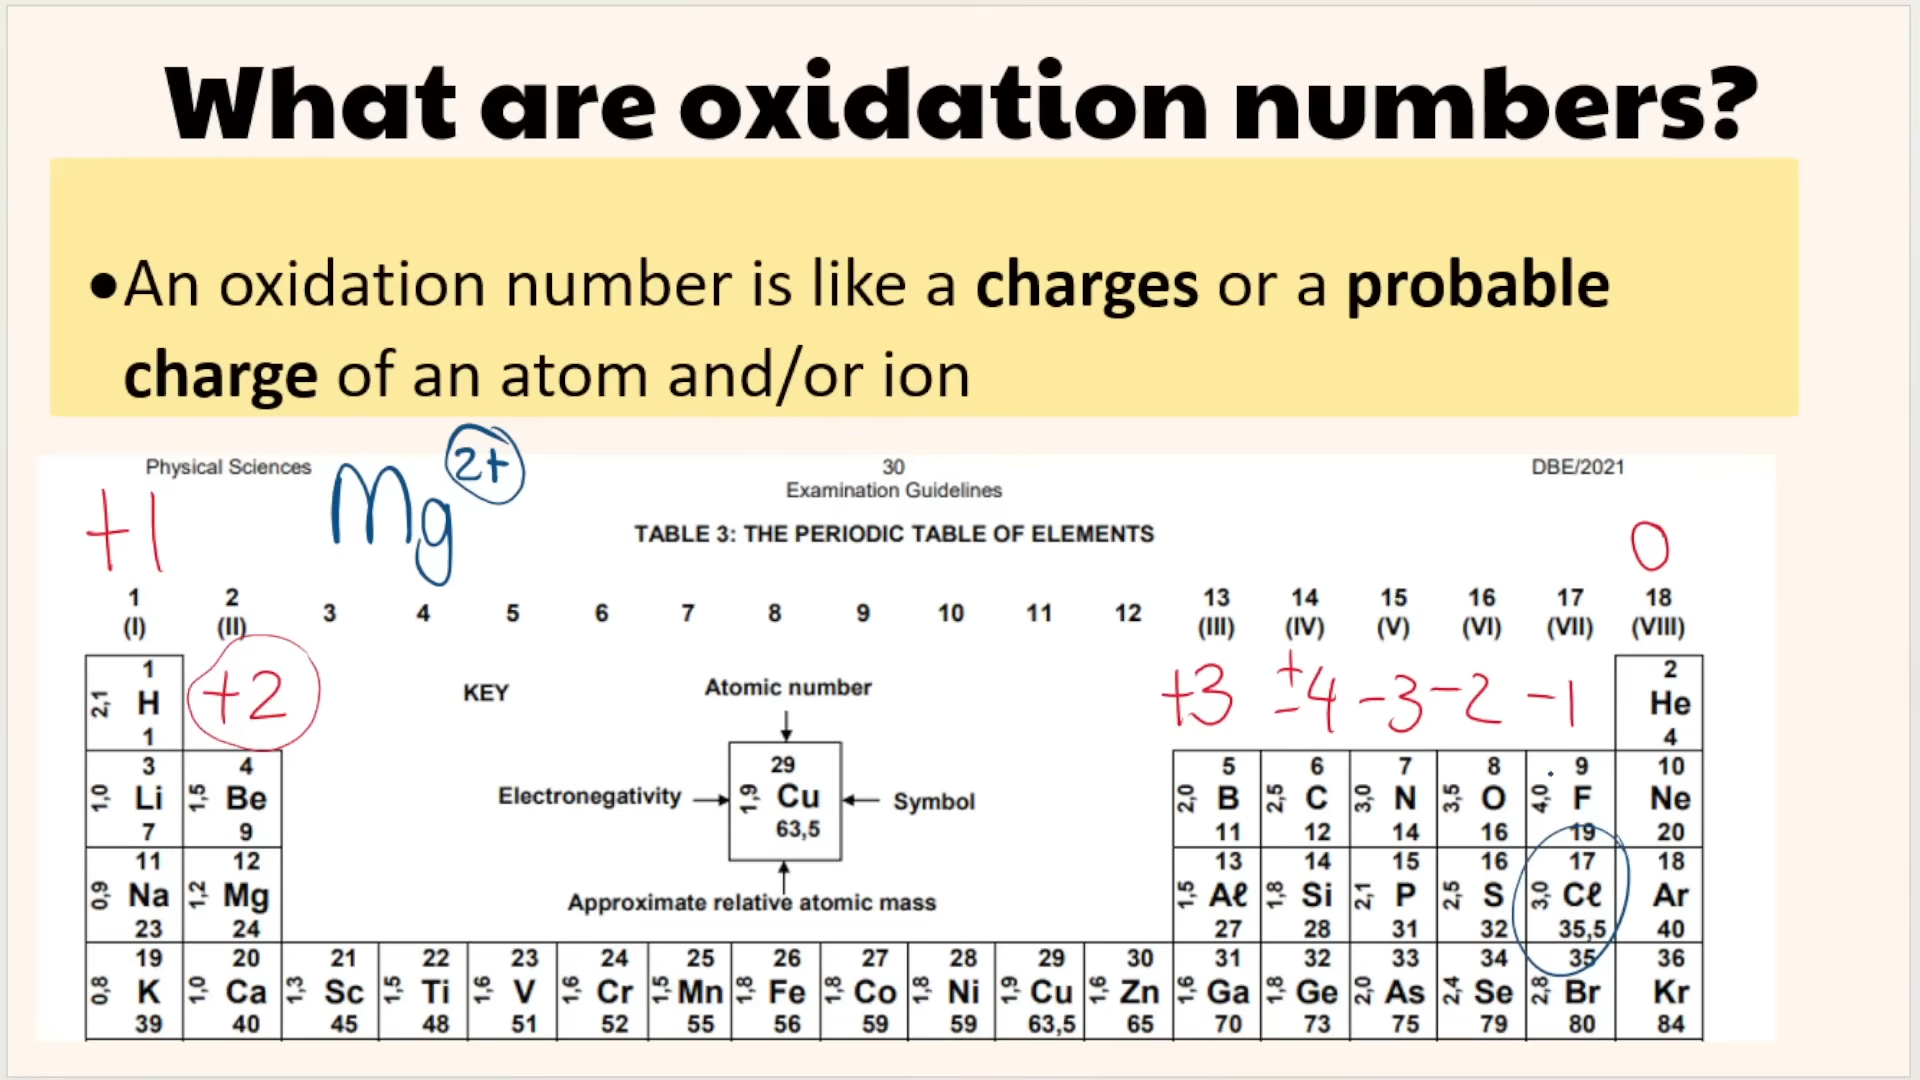 What are oxidation numbers?
•An oxidation number is like a charges or a probable
charge of an atom and/or ion
Physical Sciences 30 DBE/2021
Examination Guidelines
Mg 2+
TABLE 3: THE PERIODIC TABLE OF ELEMENTS
+1 0
1 2 3 4 5 6 7 8 9 10 11 12 13 14 15 16 17 18
(I) (II) (III) (IV) (V) (VI) (VII) (VIII)
+2 +3 ±4 -3 -2 -1
KEY
Atomic number
29
Electronegativity 1,9 Cu Symbol
63,5
Approximate relative atomic mass
1 2
2,1 H He
1 4
3 4 5 6 7 8 9 10
1,0 Li 1,5 Be 2,0 B 2,5 C 3,0 N 3,5 O 4,0 F Ne
7 9 11 12 14 16 19 20
11 12 13 14 15 16 17 18
0,9 Na 1,2 Mg 1,5 Aℓ 1,8 Si 2,1 P 2,5 S 3,0 Cℓ Ar
23 24 27 28 31 32 35,5 40
19 20 21 22 23 24 25 26 27 28 29 30 31 32 33 34 35 36
0,8 K 1,0 Ca 1,3 Sc 1,5 Ti 1,6 V 1,6 Cr 1,5 Mn 1,8 Fe 1,8 Co 1,8 Ni 1,9 Cu 1,6 Zn 1,6 Ga 1,8 Ge 2,0 As 2,4 Se 2,8 Br Kr
39 40 45 48 51 52 55 56 59 59 63,5 65 70 73 75 79 80 84